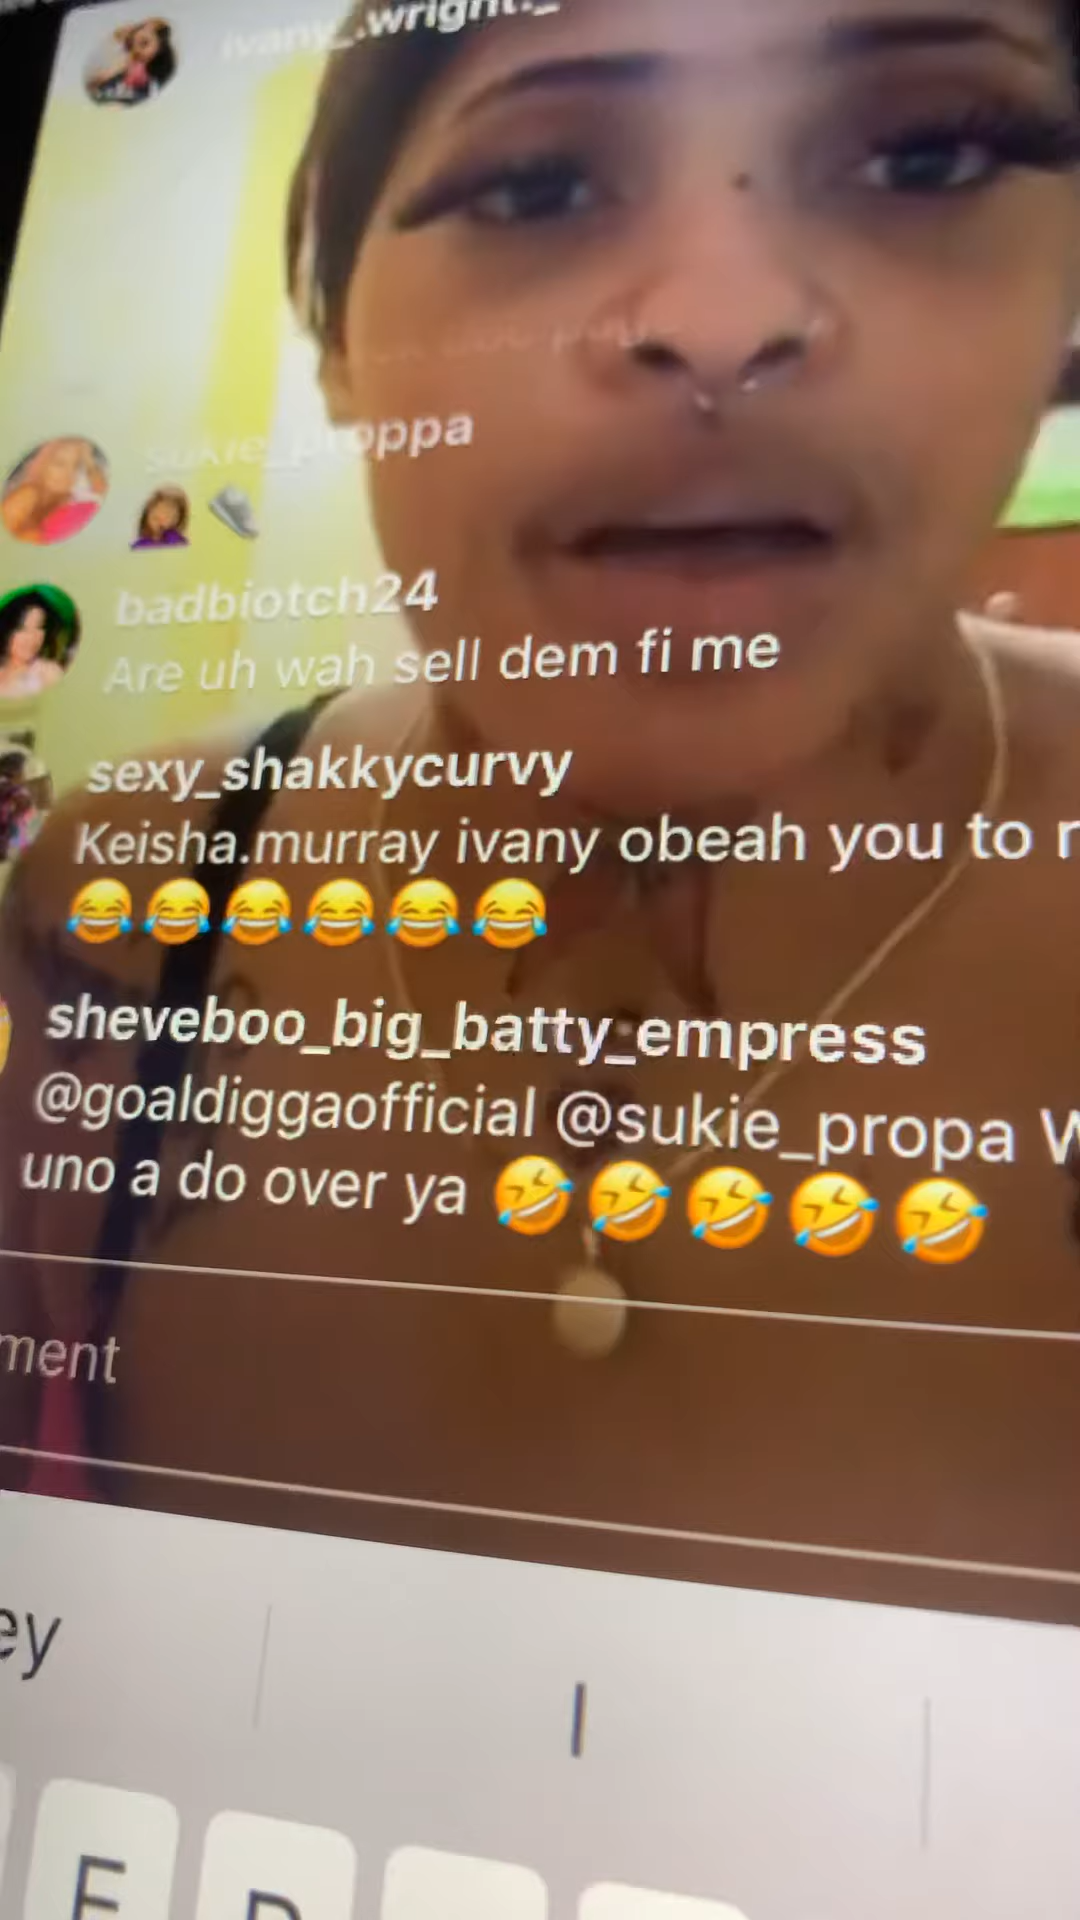 ivany_.wright._
sukie_proppa
badbiotch24
Are uh wah sell dem fi me
sexy_shakkycurvy
Keisha.murray ivany obeah you to
😂😂😂😂😂😂
sheveboo_big_batty_empress
@goaldiggaofficial @sukie_propa W
uno a do over ya 🤣🤣🤣🤣🤣
ment
ey
I